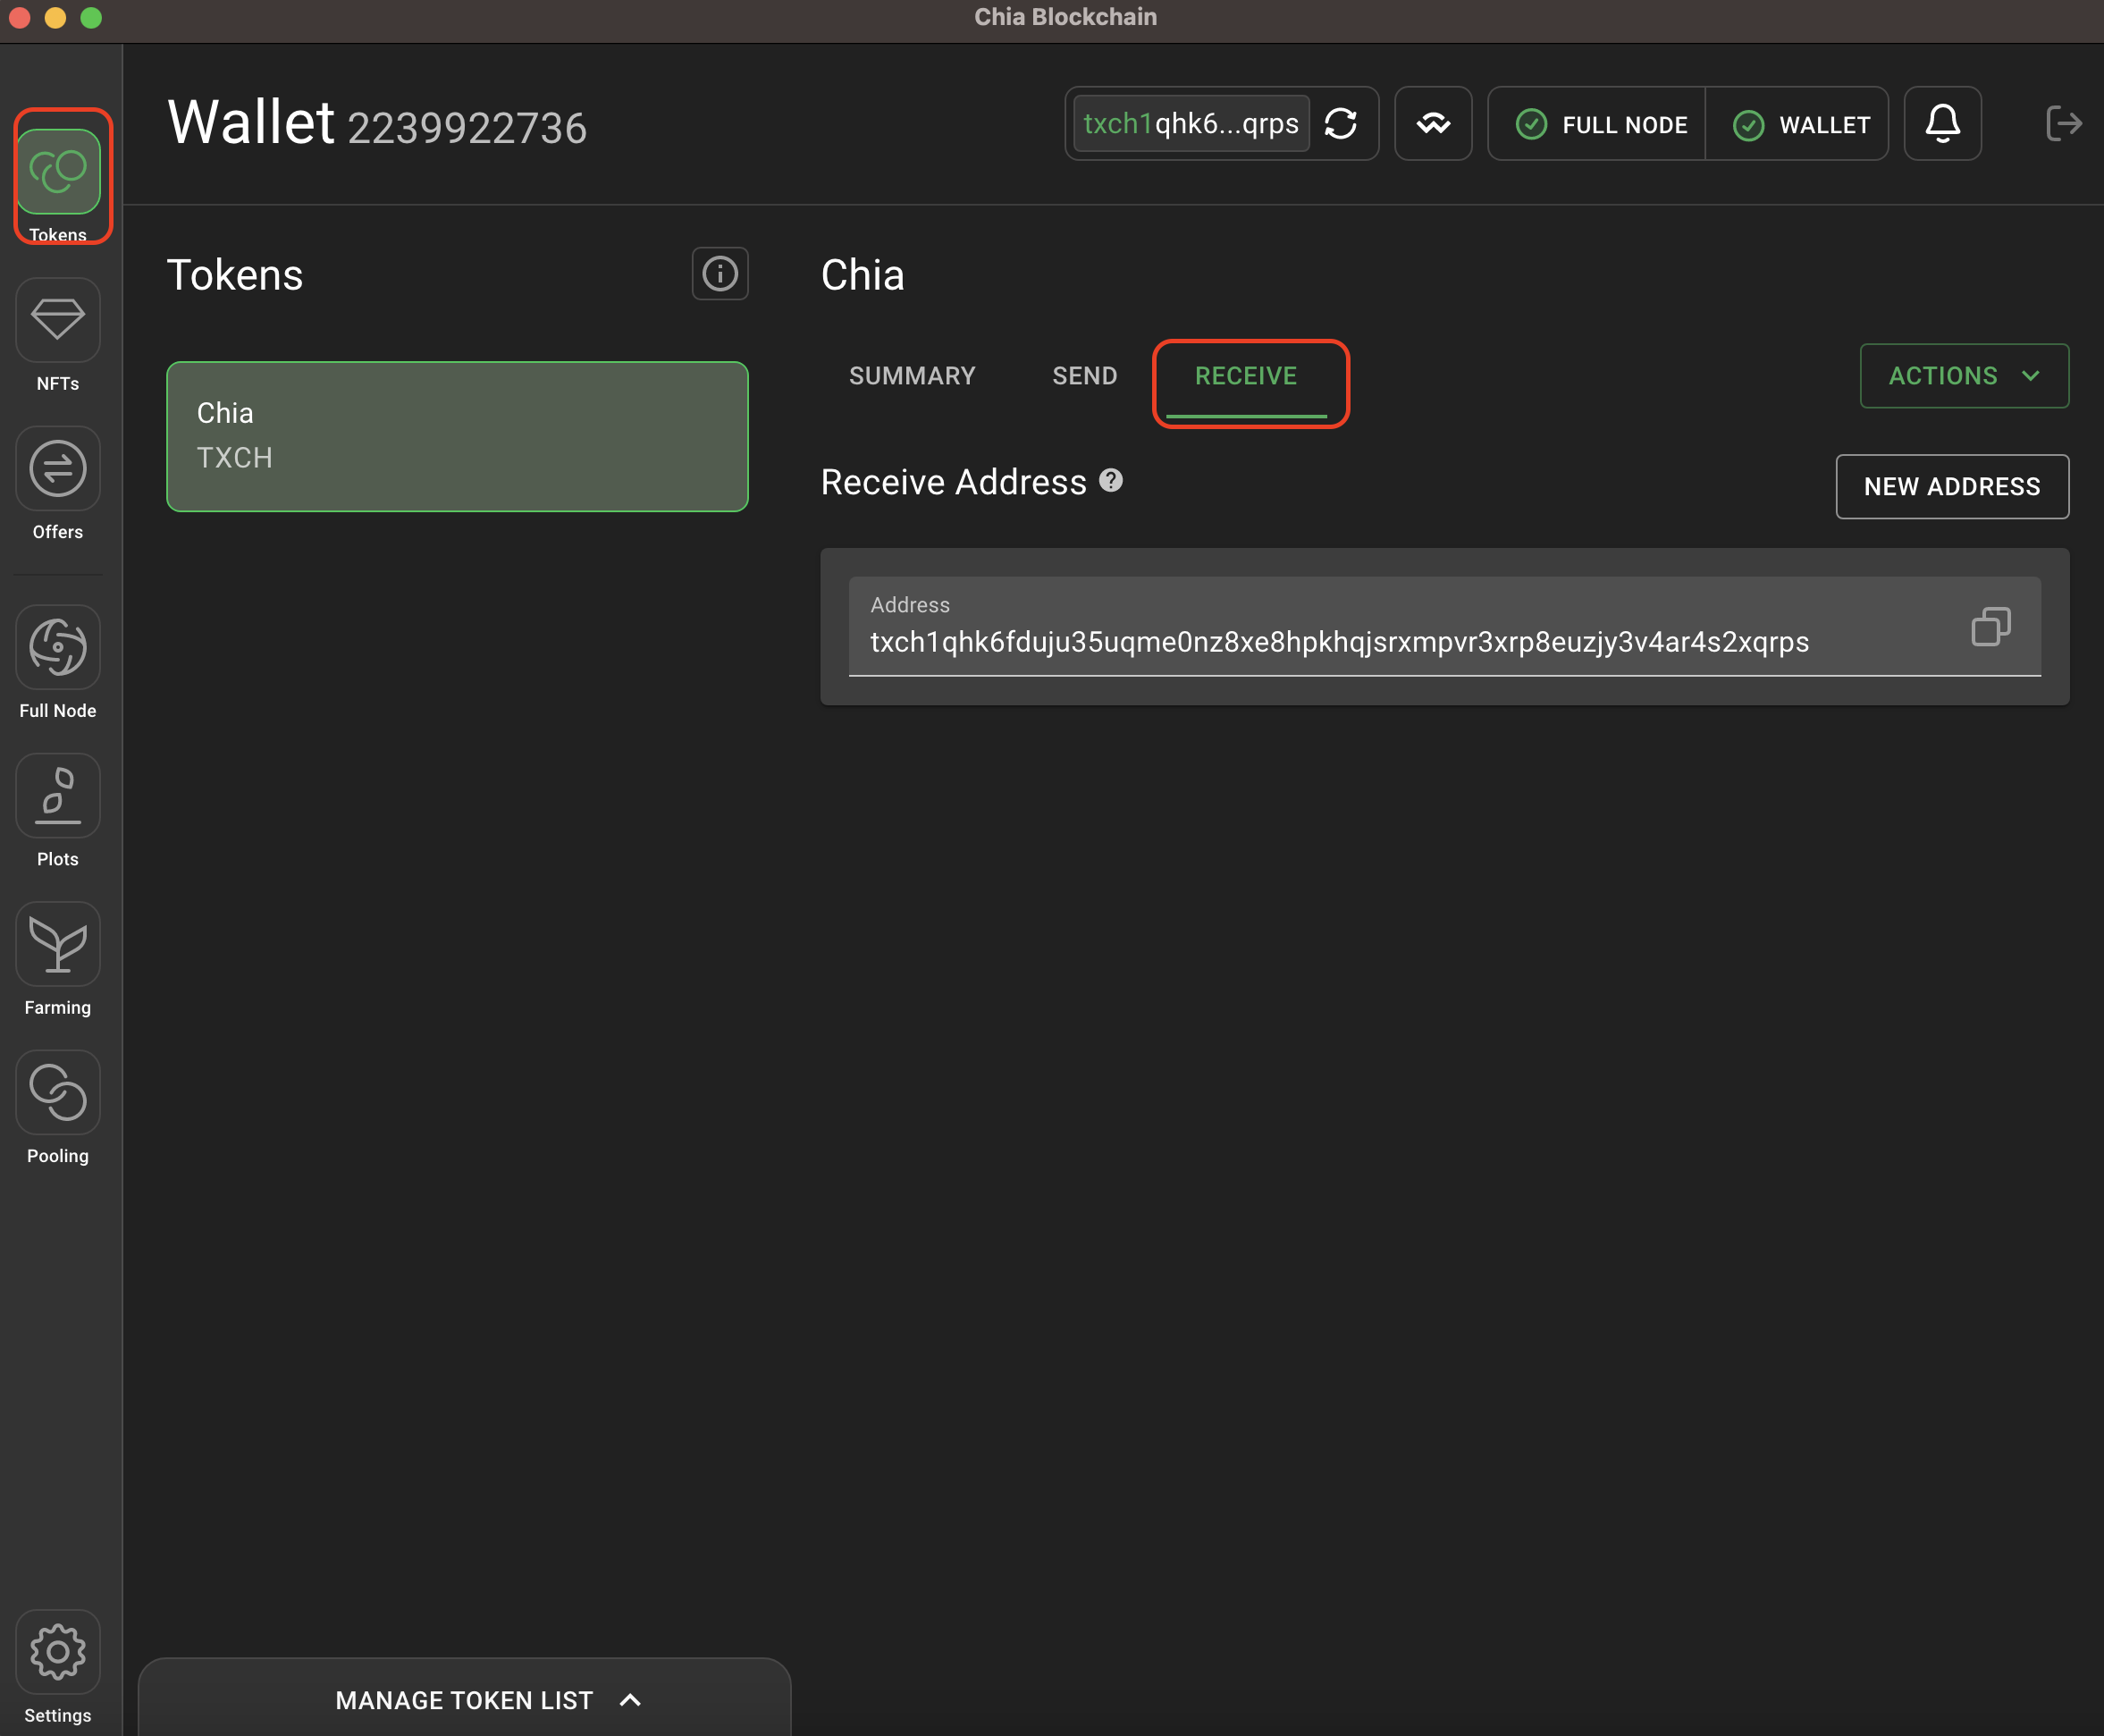 Chia Blockchain
Wallet 2239922736
txch1qhk6...qrps
FULL NODE
WALLET
Tokens
NFTs
Offers
Full Node
Plots
Farming
Pooling
Settings
Tokens
Chia
TXCH
MANAGE TOKEN LIST
Chia
SUMMARY
SEND
RECEIVE
ACTIONS
Receive Address
NEW ADDRESS
Address
txch1qhk6fduju35uqme0nz8xe8hpkhqjsrxmpvr3xrp8euzjy3v4ar4s2xqrps